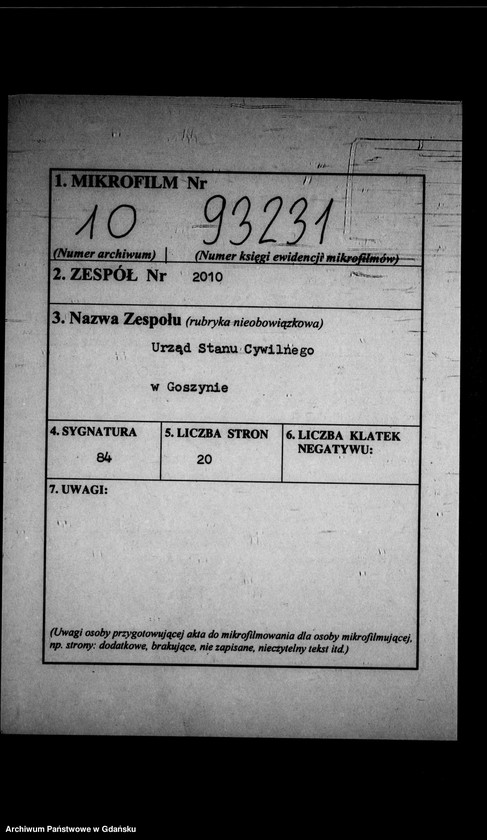 1. MIKROFILM Nr
10 93231
(Numer archiwum) (Numer księgi ewidencji mikrofilmów)
2. ZESPÓŁ Nr 2010
3. Nazwa Zespołu (rubryka nieobowiązkowa)
Urząd Stanu Cywilnego
w Goszynie
4. SYGNATURA 5. LICZBA STRON 6. LICZBA KLATEK
NEGATYWU:
84 20
7. UWAGI:
(Uwagi osoby przygotowującej akta do mikrofilmowania dla osoby mikrofilmującej,
np. strony: dodatkowe, brakujące, nie zapisane, nieczytelny tekst itd.)
Archiwum Państwowe w Gdańsku